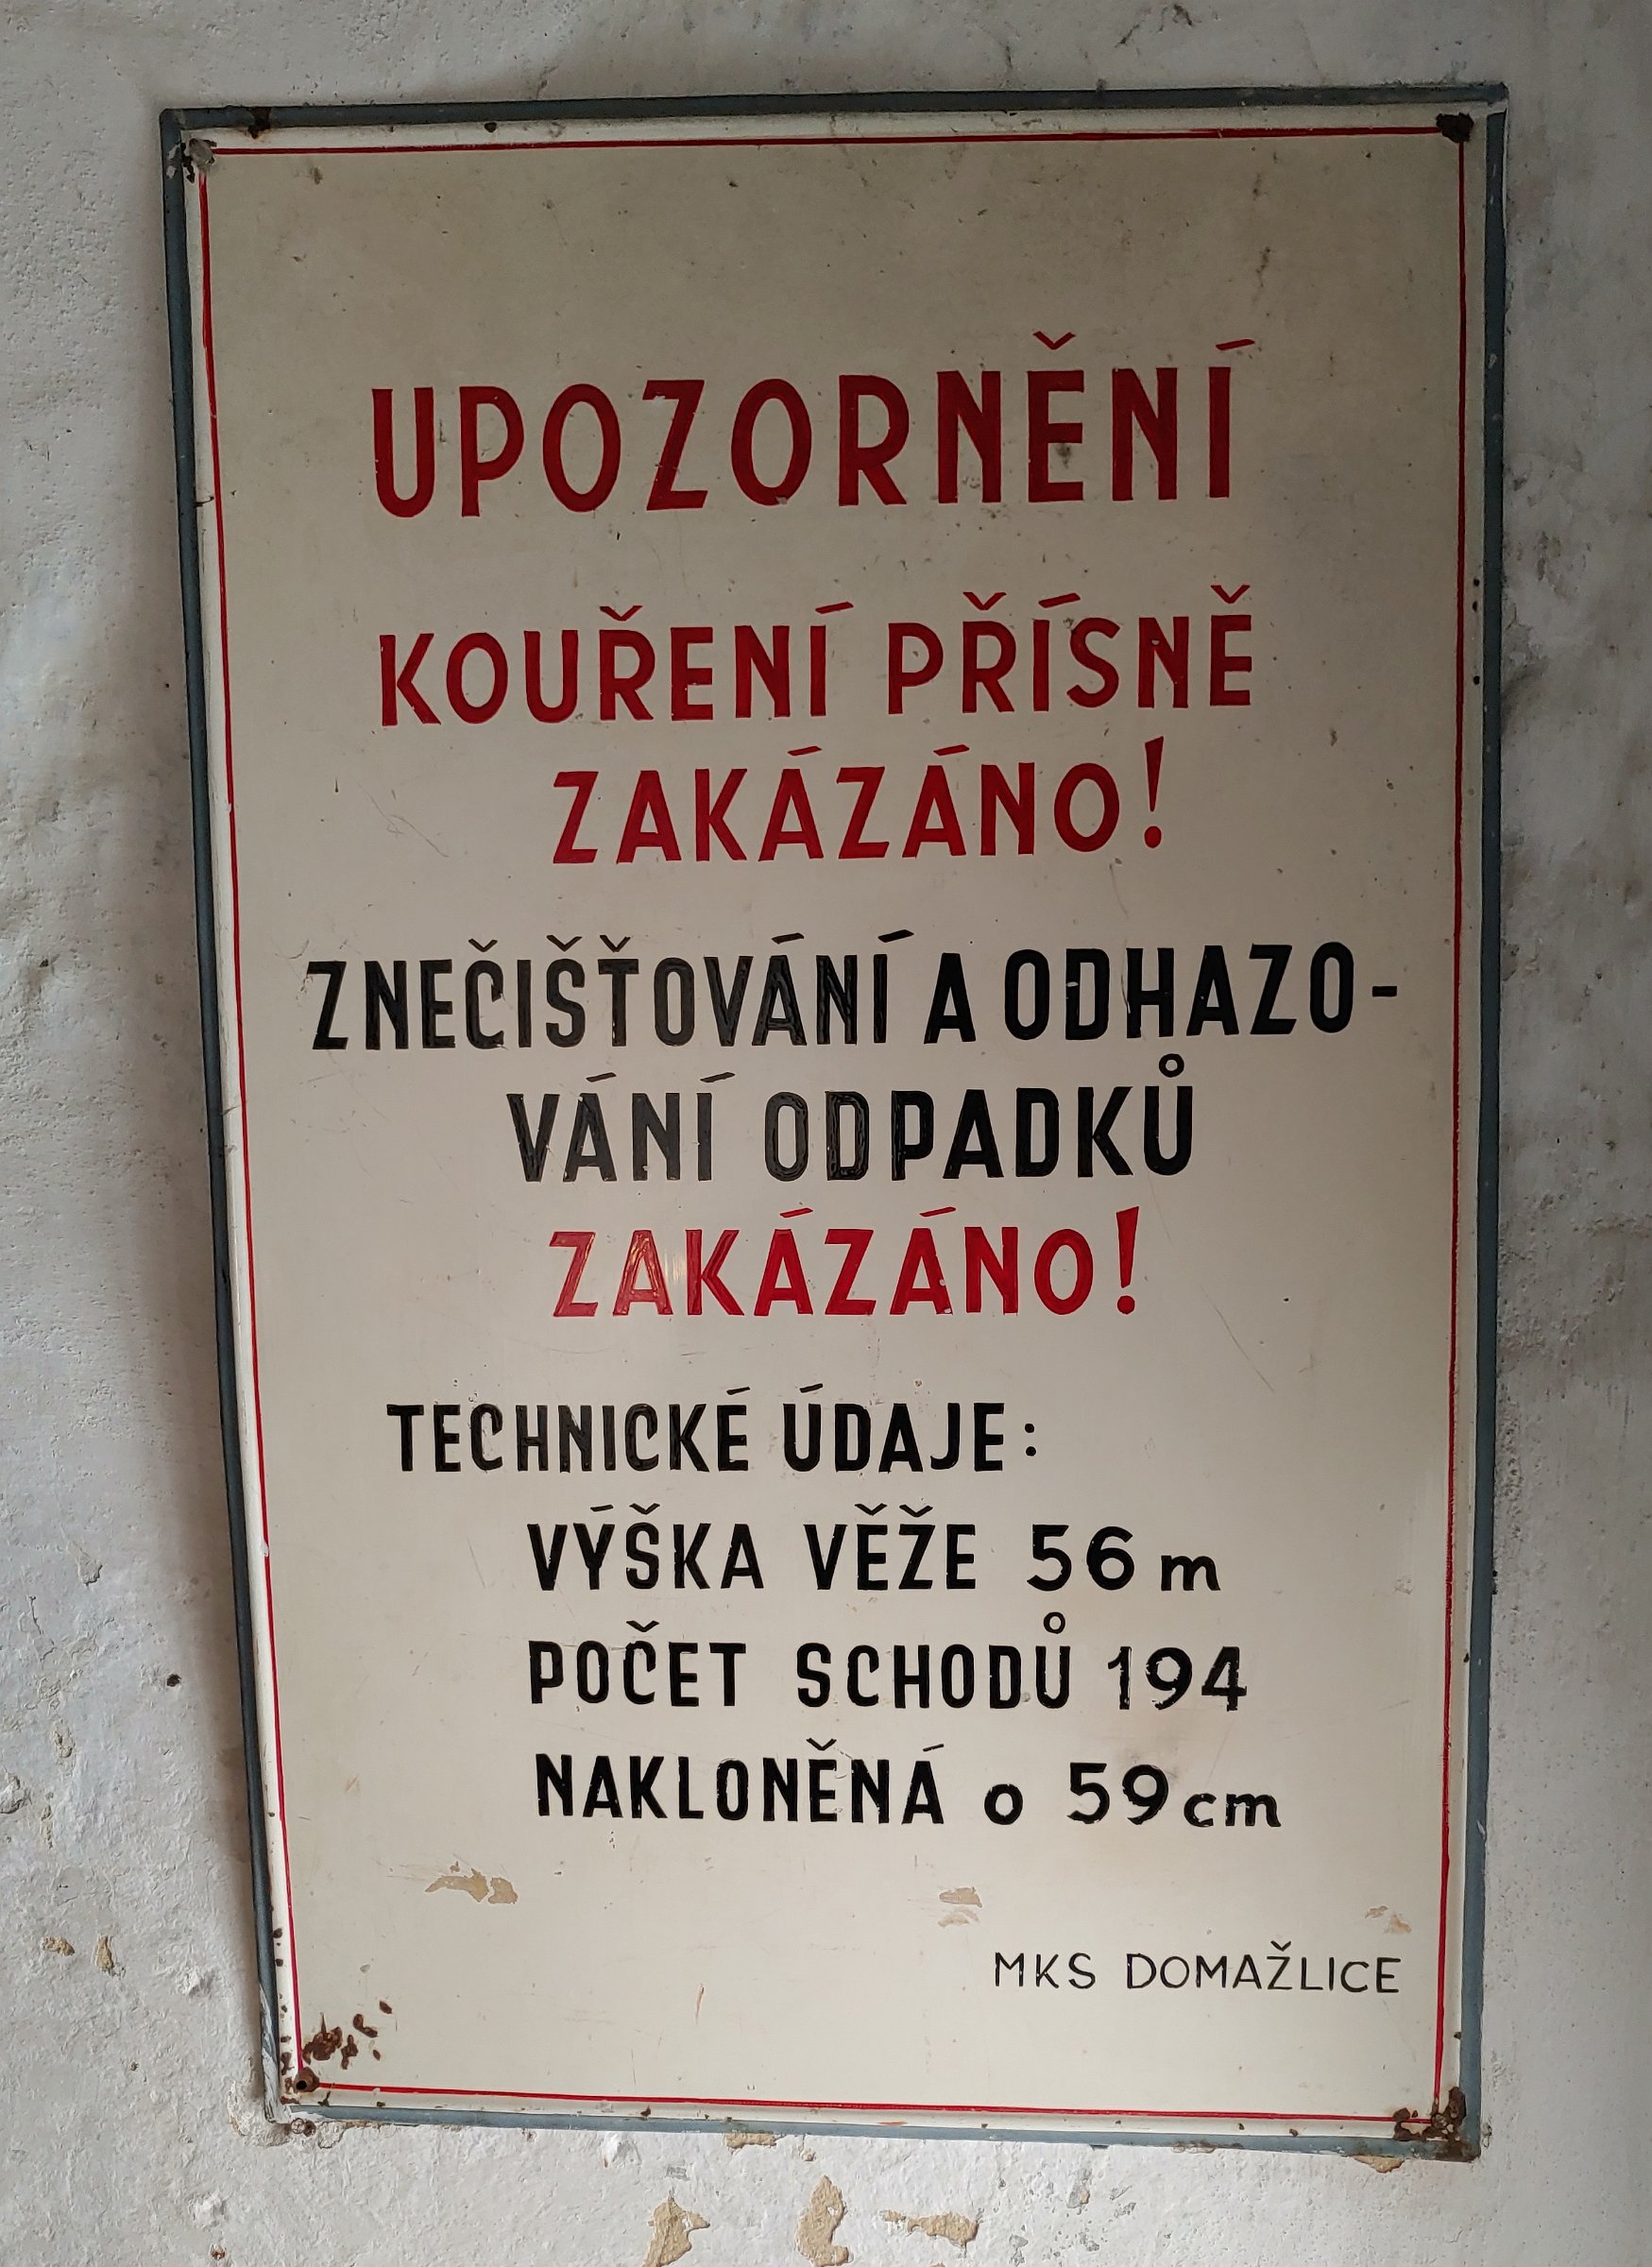 UPOZORNĚNÍ
KOUŘENÍ PŘÍSNĚ
ZAKÁZÁNO!
ZNEČIŠŤOVÁNÍ A ODHAZO-
VÁNÍ ODPADKŮ
ZAKÁZÁNO!
TECHNICKÉ ÚDAJE:
VÝŠKA VĚŽE 56 m
POČET SCHODŮ 194
NAKLONĚNÁ o 59 cm
MKS DOMAŽLICE